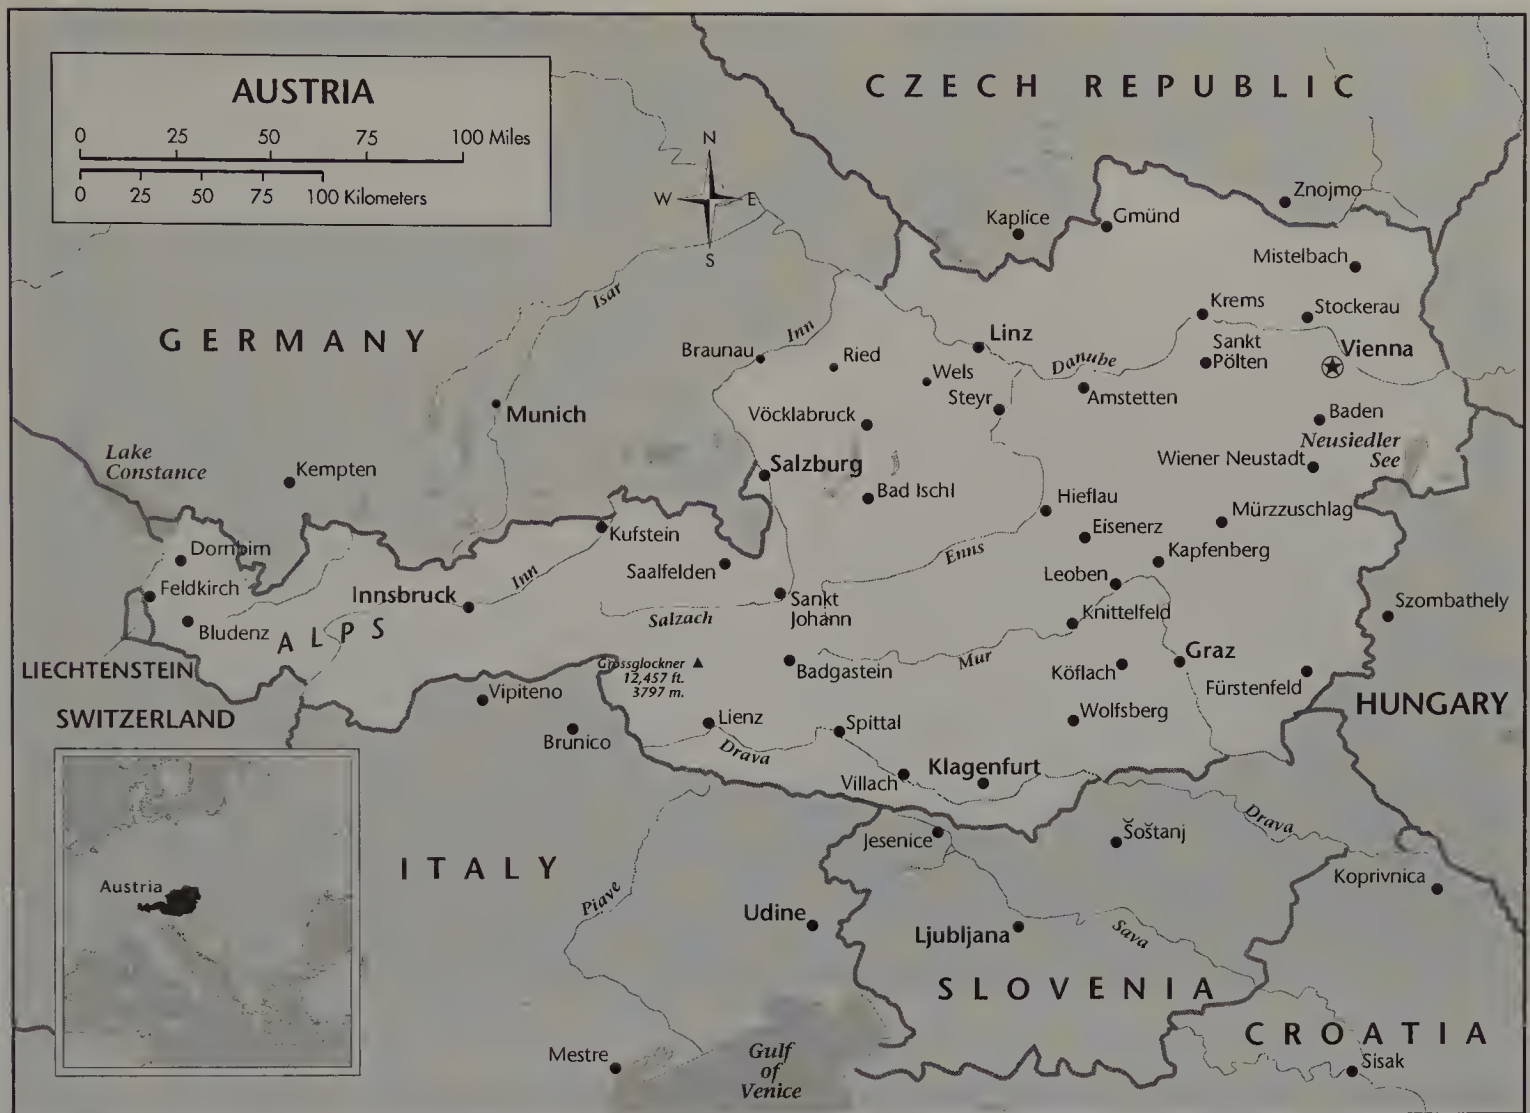 AUSTRIA
0 25 50 75 100 Miles
0 25 50 75 100 Kilometers
N
W E
S
CZECH REPUBLIC
Znojmo
Kaplice
Gmünd
Mistelbach
Isar
Krems
Stockerau
GERMANY
Inn
Linz
Braunau
Ried
Danube
Sankt
Pölten
Vienna
Wels
Steyr
Amstetten
Munich
Vöcklabruck
Baden
Neusiedler
See
Lake
Constance
Kempten
Salzburg
Wiener Neustadt
Bad Ischl
Hieflau
Mürzzuschlag
Kufstein
Eisenerz
Dornbirn
Enns
Kapfenberg
Saalfelden
Inn
Leoben
Feldkirch
Innsbruck
Sankt
Johann
Szombathely
Salzach
Knittelfeld
Bludenz
ALPS
Mur
Graz
LIECHTENSTEIN
Grossglockner
12,457 ft.
3797 m.
Badgastein
Köflach
Fürstenfeld
Vipiteno
HUNGARY
SWITZERLAND
Lienz
Spittal
Wolfsberg
Brunico
Drava
Klagenfurt
Villach
Drava
Jesenice
Šoštanj
ITALY
Koprivnica
Austria
Piave
Udine
Ljubljana
Sava
SLOVENIA
CROATIA
Mestre
Gulf
of
Venice
Sisak